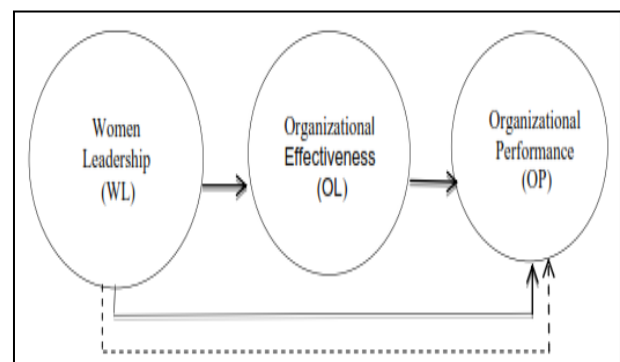 Women
Leadership
(WL)
Organizational
Effectiveness
(OL)
Organizational
Performance
(OP)